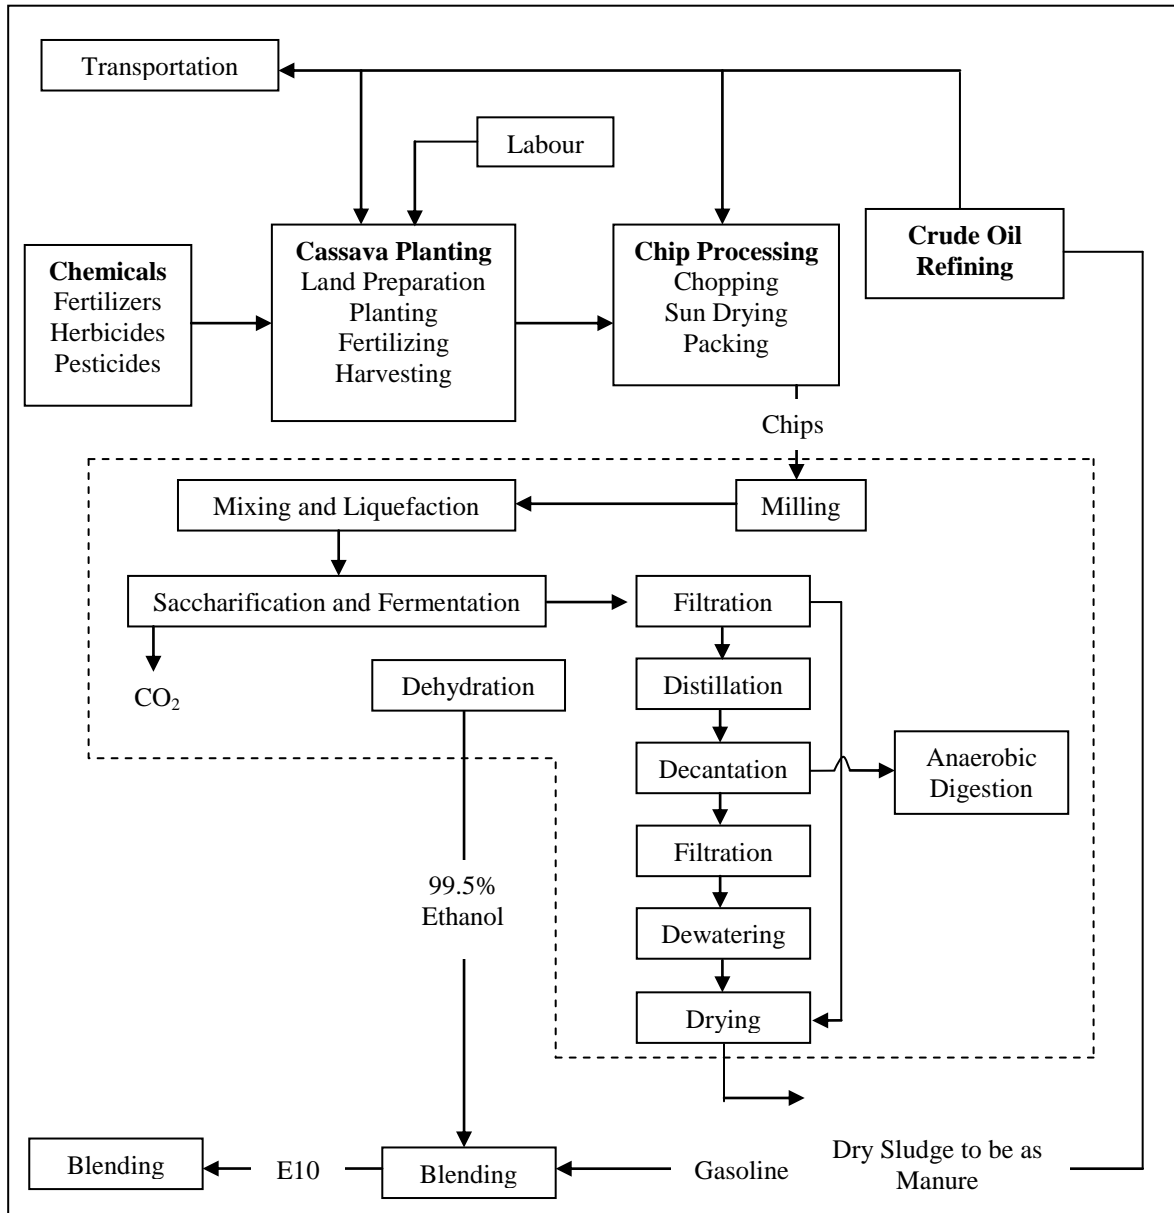 Transportation
Labour
Crude Oil
Refining
Chemicals
Fertilizers
Herbicides
Pesticides
Cassava Planting
Land Preparation
Planting
Fertilizing
Harvesting
Chip Processing
Chopping
Sun Drying
Packing
Chips
Mixing and Liquefaction
Milling
Saccharification and Fermentation
Filtration
CO₂
Dehydration
Distillation
Decantation
Anaerobic
Digestion
Filtration
99.5%
Ethanol
Dewatering
Drying
Blending
E10
Blending
Gasoline
Dry Sludge to be as
Manure